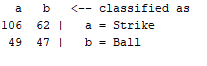 a b <-- classified as
106 62 | a = Strike
49 47 | b = Ball